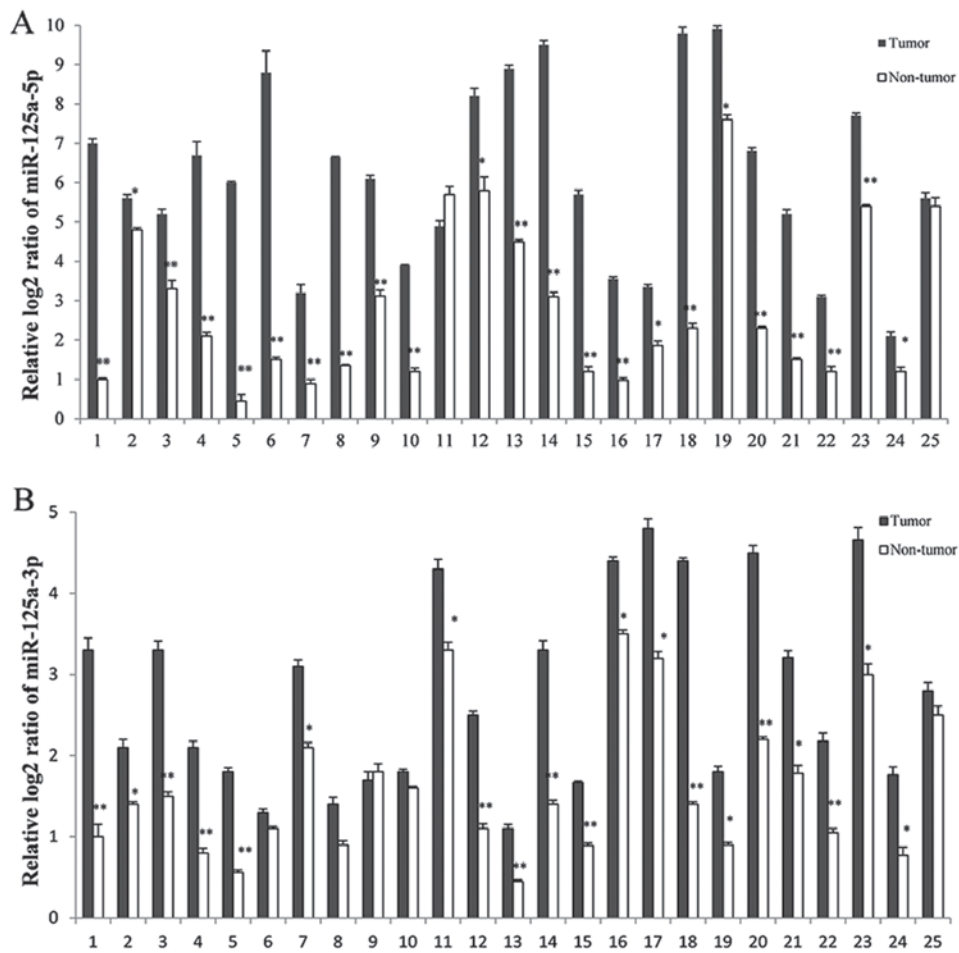 A
Relative log2 ratio of miR-125a-5p
10
9
8
7
6
5
4
3
2
1
0
Tumor
Non-tumor
** * ** ** ** ** ** ** ** ** * ** ** ** ** * ** * ** ** ** ** *
1 2 3 4 5 6 7 8 9 10 11 12 13 14 15 16 17 18 19 20 21 22 23 24 25
B
Relative log2 ratio of miR-125a-3p
5
4
3
2
1
0
Tumor
Non-tumor
** * ** ** ** * * ** ** ** ** * * ** * ** * ** * *
1 2 3 4 5 6 7 8 9 10 11 12 13 14 15 16 17 18 19 20 21 22 23 24 25